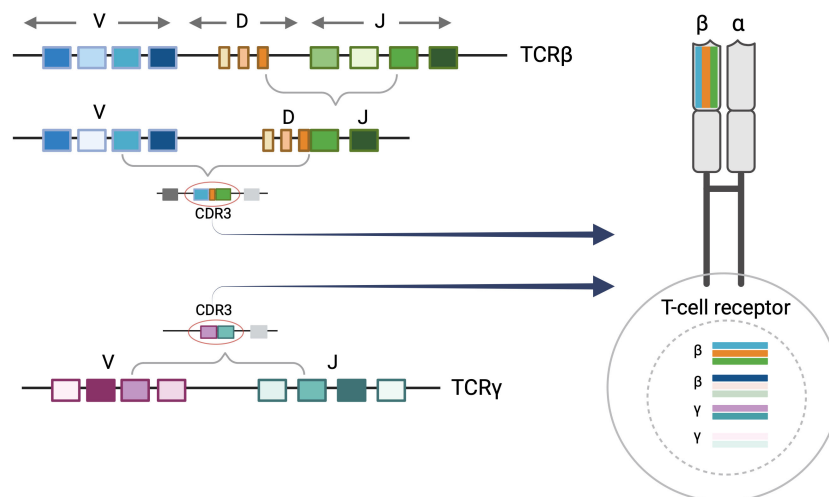 V D J
TCRβ
V D J
CDR3
β α
CDR3
V J
TCRγ
T-cell receptor
β
β
γ
γ